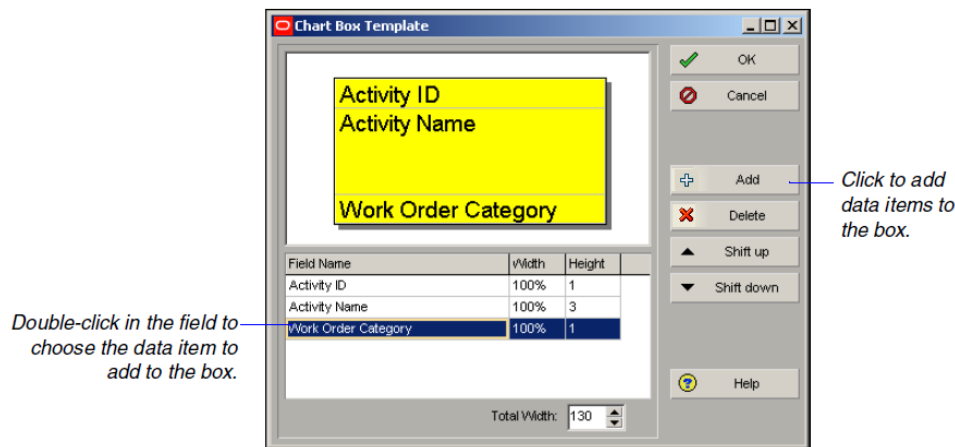 Chart Box Template
Activity ID
Activity Name
Work Order Category
OK
Cancel
Add
Delete
Shift up
Shift down
Help
Click to add
data items to
the box.
Field Name Width Height
Activity ID 100% 1
Activity Name 100% 3
Work Order Category 100% 1
Total Width: 130
Double-click in the field to
choose the data item to
add to the box.